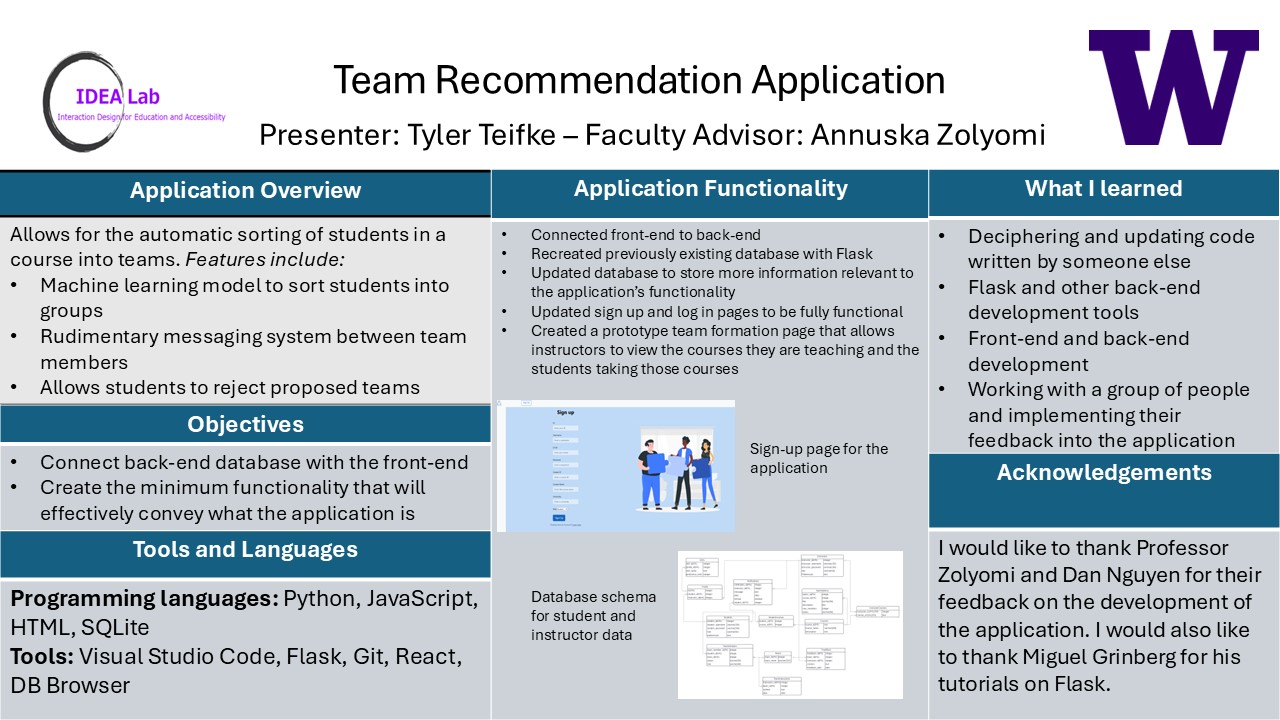 IDEA Lab
Interaction Design for Education and Accessibility
Team Recommendation Application
Presenter: Tyler Teifke – Faculty Advisor: Annuska Zolyomi
W
Application Overview
Allows for the automatic sorting of students in a
course into teams. Features include:
• Machine learning model to sort students into
groups
• Rudimentary messaging system between team
members
• Allows students to reject proposed teams
Objectives
• Connect back-end database with the front-end
• Create the minimum functionality that will
effectively convey what the application is
Tools and Languages
Programming languages: Python, JavaScript,
HTML, SQLite
Visual Studio Code, Flask, Git, React,
DB Browser
Application Functionality
• Connected front-end to back-end
• Recreated previously existing database with Flask
• Updated database to store more information relevant to
the application's functionality
• Updated sign up and log in pages to be fully functional
• Created a prototype team formation page that allows
instructors to view the courses they are teaching and the
students taking those courses
Sign up
Sign-up page for the
application
Database schema
for student and
instructor data
What I learned
• Deciphering and updating code
written by someone else
• Flask and other back-end
development tools
• Front-end and back-end
development
• Working with a group of people
and implementing their
feedback into the application
Acknowledgements
I would like to thank Professor
Zolyomi and Dan Nguyen for their
feedback on the development of
the application. I would also like
to thank Miguel Grinberg for his
tutorials on Flask.